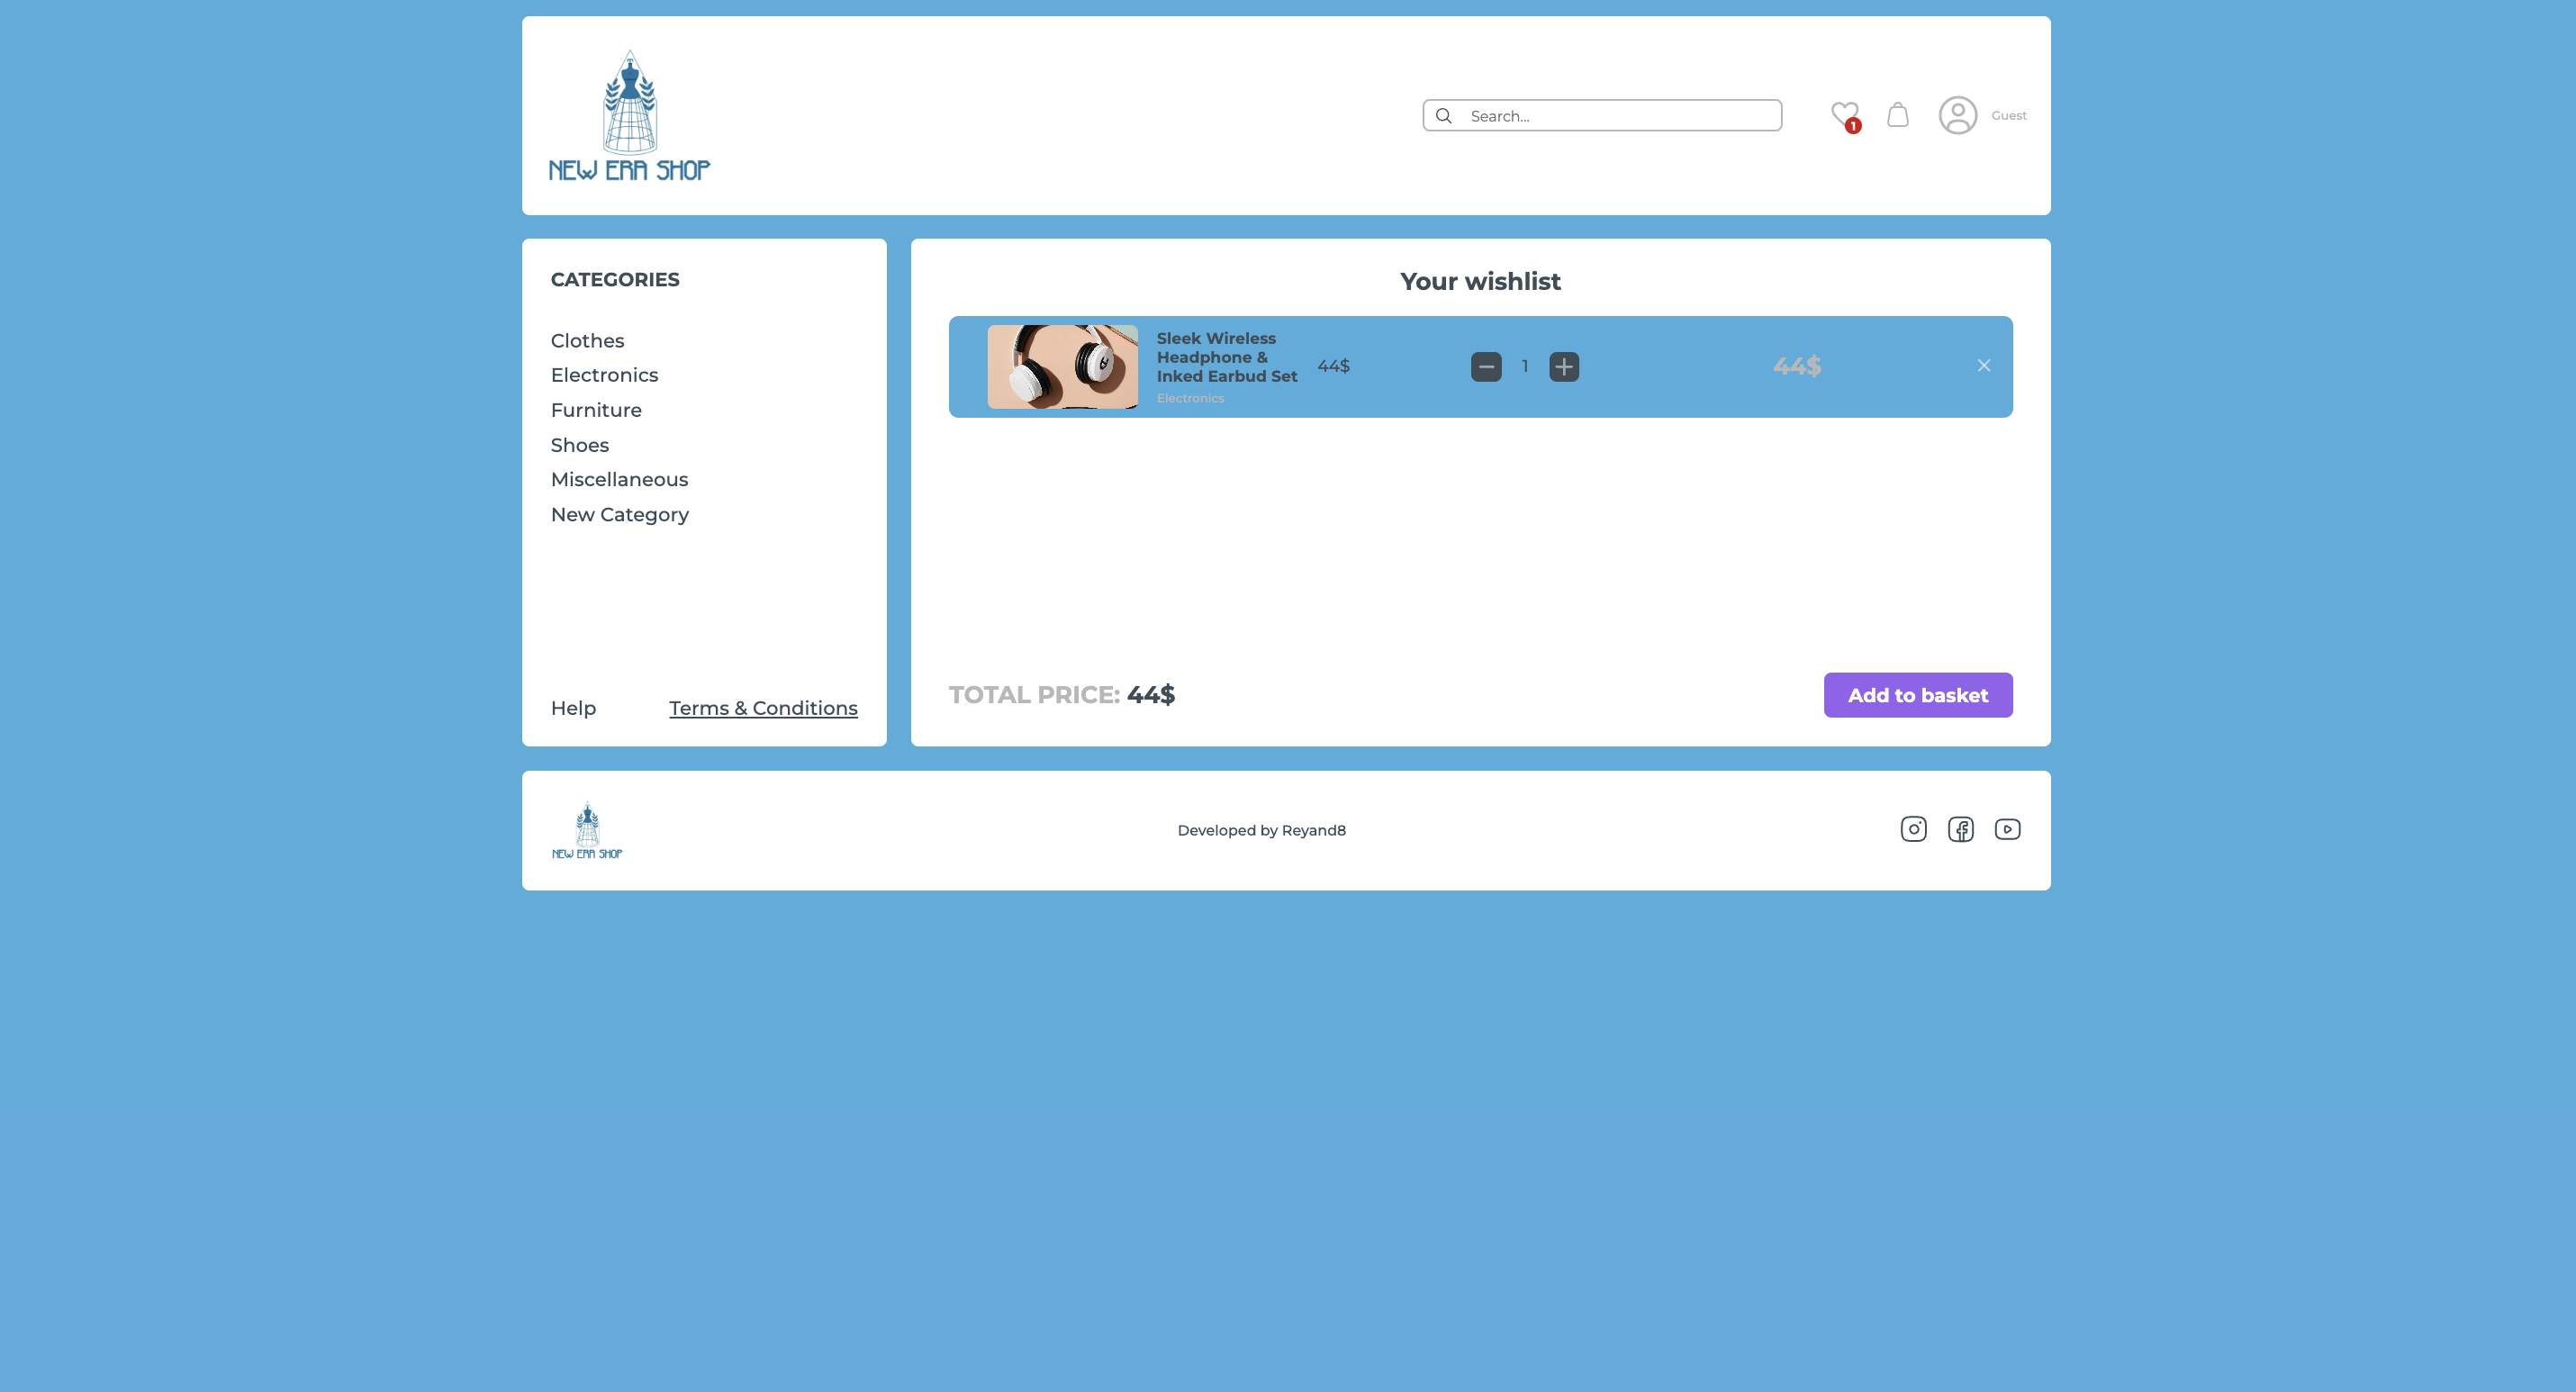 NEW ERA SHOP
Search...
1
Guest
CATEGORIES
Clothes
Electronics
Furniture
Shoes
Miscellaneous
New Category
Help
Terms & Conditions
Your wishlist
Sleek Wireless
Headphone &
Inked Earbud Set
Electronics
44$
1
44$
TOTAL PRICE: 44$
Add to basket
NEW ERA SHOP
Developed by Reyand8